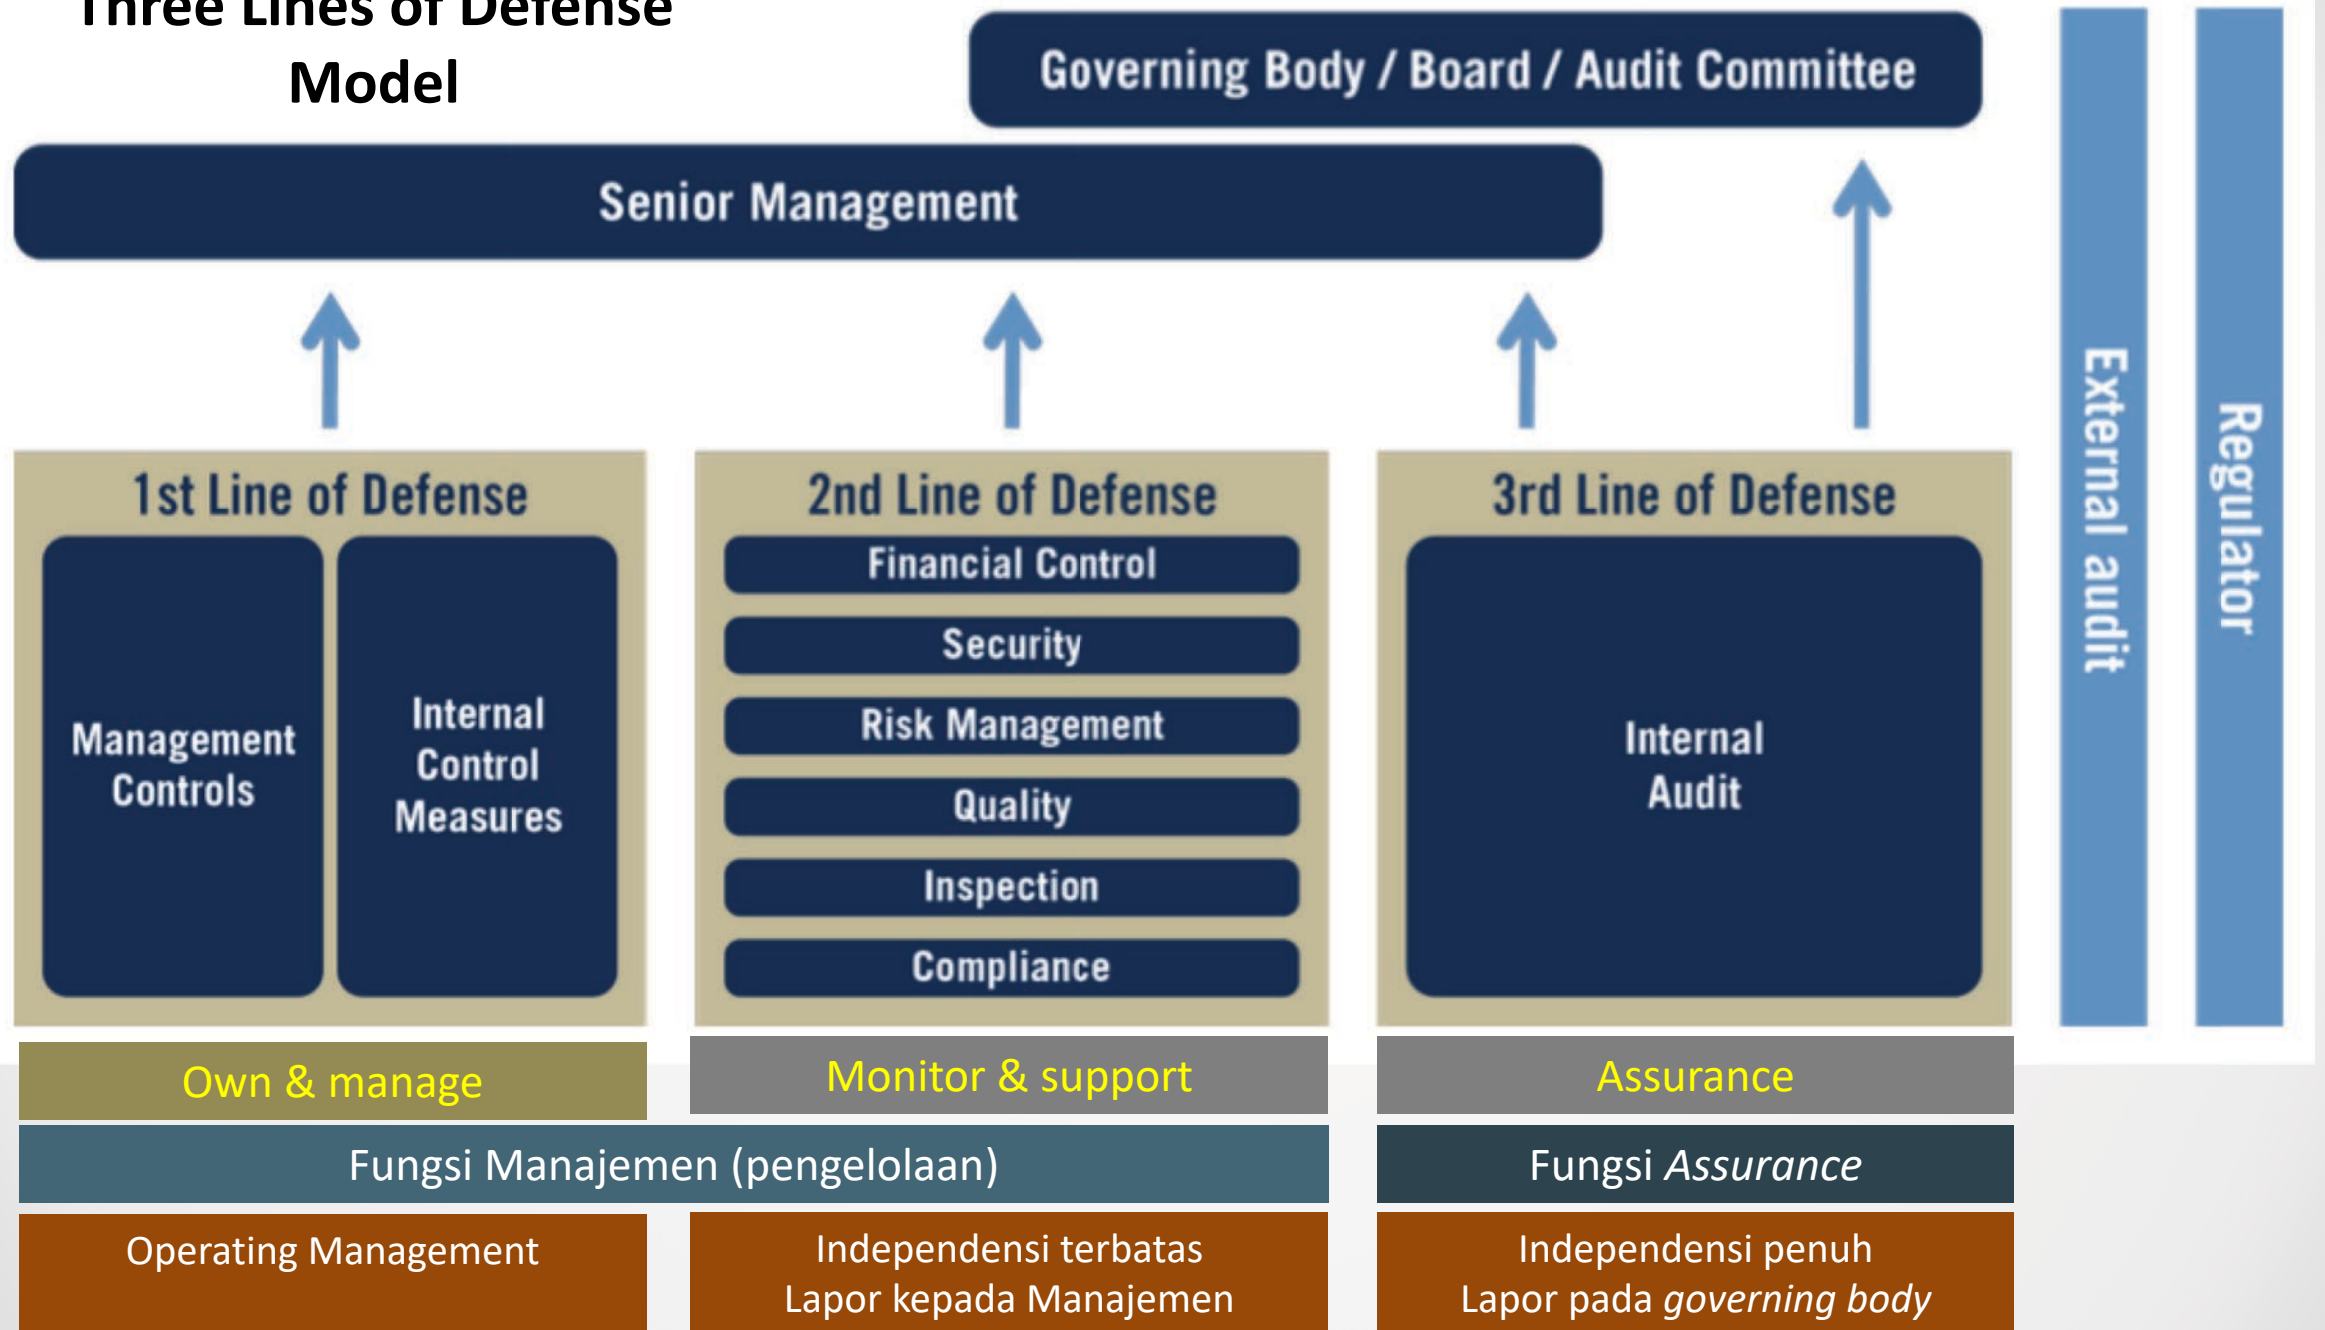 Three Lines of Defense
Model
Governing Body / Board / Audit Committee
Senior Management
1st Line of Defense
Management
Controls
Internal
Control
Measures
2nd Line of Defense
Financial Control
Security
Risk Management
Quality
Inspection
Compliance
3rd Line of Defense
Internal
Audit
External audit
Regulator
Own & manage
Monitor & support
Assurance
Fungsi Manajemen (pengelolaan)
Fungsi Assurance
Operating Management
Independensi terbatas
Lapor kepada Manajemen
Independensi penuh
Lapor pada governing body